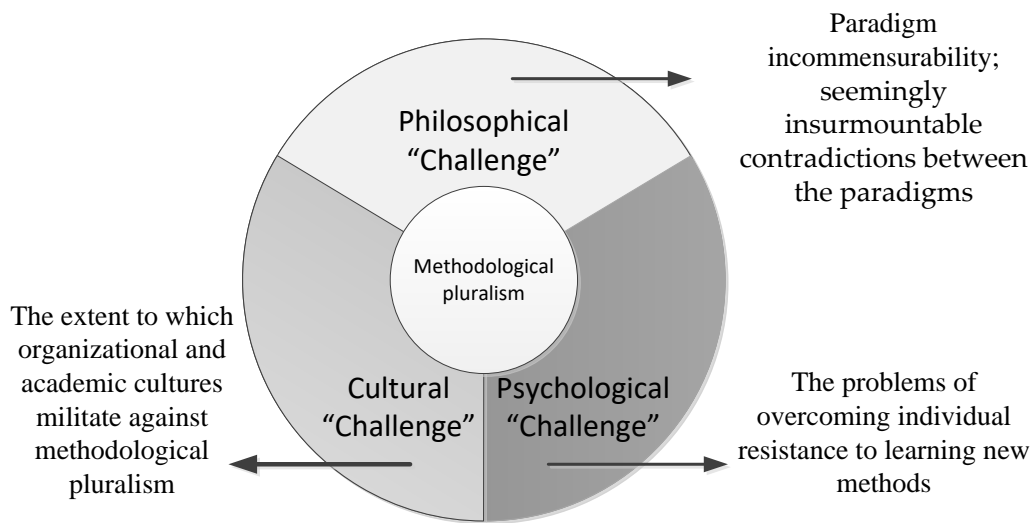 Philosophical
“Challenge”
Paradigm
incommensurability;
seemingly
insurmountable
contradictions between
the paradigms
Methodological
pluralism
Cultural
“Challenge”
The extent to which
organizational and
academic cultures
militate against
methodological
pluralism
Psychological
“Challenge”
The problems of
overcoming individual
resistance to learning new
methods